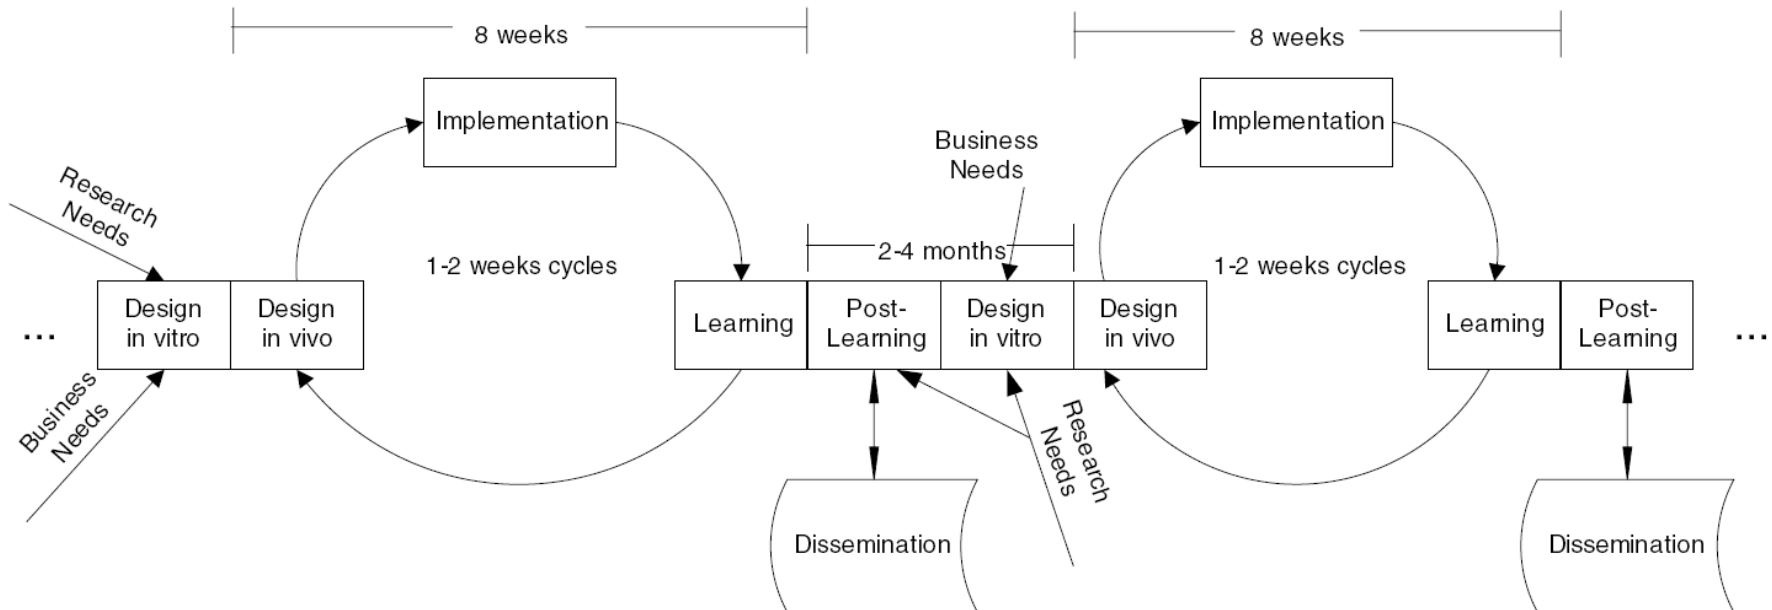 8 weeks
8 weeks
Implementation
Implementation
Business
Needs
Research
Needs
2-4 months
1-2 weeks cycles
1-2 weeks cycles
...
Design
in vitro
Design
in vivo
Learning
Post-
Learning
Design
in vitro
Design
in vivo
Learning
Post-
Learning
...
Business
Needs
Research
Needs
Dissemination
Dissemination